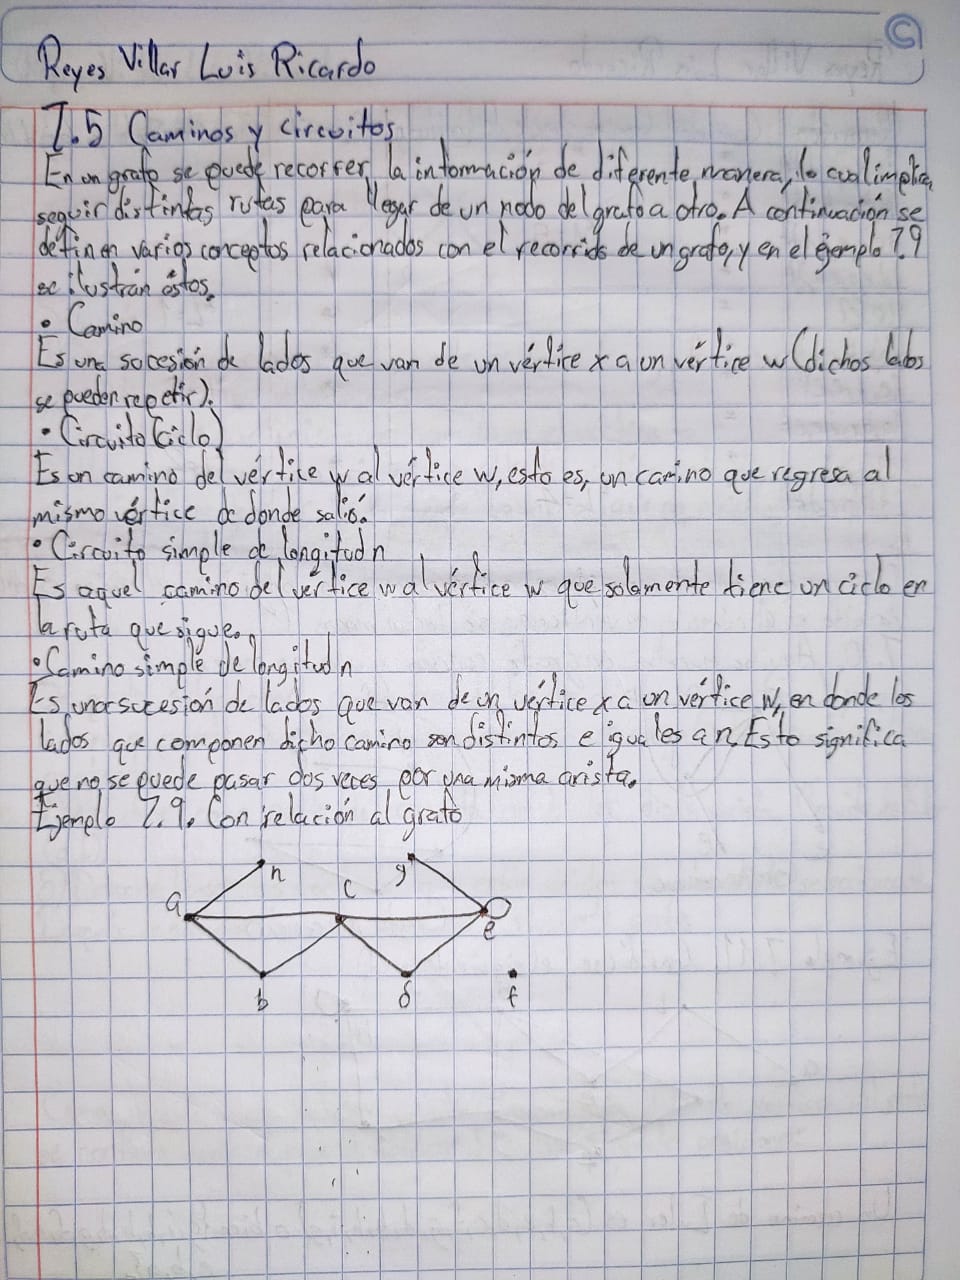 Reyes Villar Luis Ricardo
7.5 Caminos y circuitos
En un grafo se puede recorrer la información de diferente manera, lo cual implica
seguir distintas rutas para llegar de un nodo del grafo a otro. A continuación se
definen varios conceptos relacionados con el recorrido de un grafo, y en el ejemplo 7.9
se ilustran éstos.
• Camino
Es una sucesión de lados que van de un vértice x a un vértice w (dichos lados
se pueden repetir).
• Circuito (ciclo)
Es un camino del vértice w al vértice w, esto es, un camino que regresa al
mismo vértice de donde salió.
• Circuito simple de longitud n
Es aquel camino del vértice w al vértice w que solamente tiene un ciclo en
la ruta que sigue.
• Camino simple de longitud n
Es una sucesión de lados que van de un vértice x a un vértice w, en donde los
lados que componen dicho camino son distintos e iguales a n. Esto significa
que no se puede pasar dos veces por una misma arista.
Ejemplo 7.9. Con relación al grafo
h g
a c e
b d f